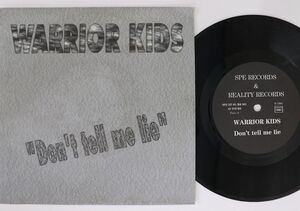 WARRIOR KIDS
"Don't tell me lie"
SPE RECORDS
&
REALITY RECORDS
WARRIOR KIDS
Don't tell me lie